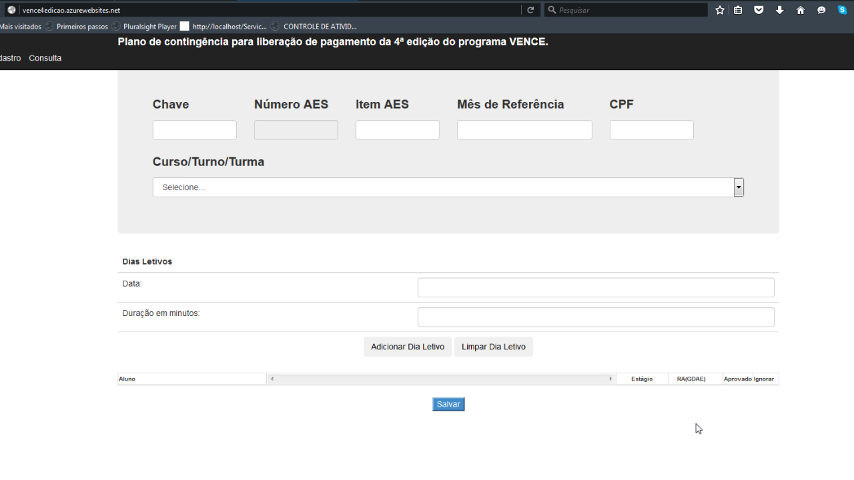 vence4edicao.azurewebsites.net
Pesquisar
Mais visitados Primeiros passos Pluralsight Player http://localhost/Servic... CONTROLE DE ATIVID...
Plano de contingência para liberação de pagamento da 4ª edição do programa VENCE.
dastro Consulta
Chave Número AES Item AES Mês de Referência CPF
Curso/Turno/Turma
Selecione...
Dias Letivos
Data:
Duração em minutos:
Adicionar Dia Letivo Limpar Dia Letivo
Aluno Estágio RA(GDAE) Aprovado Ignorar
Salvar